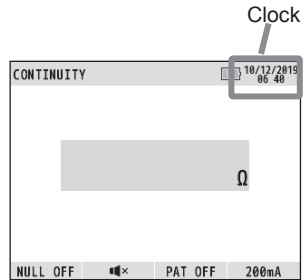 Clock
CONTINUITY
10/12/2019
06 40
Ω
NULL OFF × PAT OFF 200mA